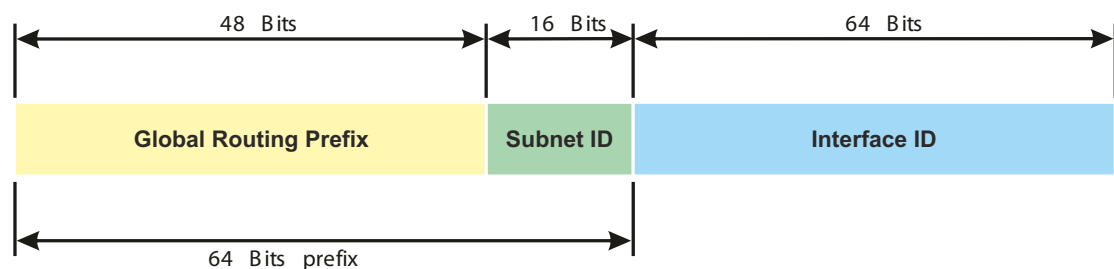 48 Bits
16 Bits
64 Bits
Global Routing Prefix
Subnet ID
Interface ID
64 Bits prefix